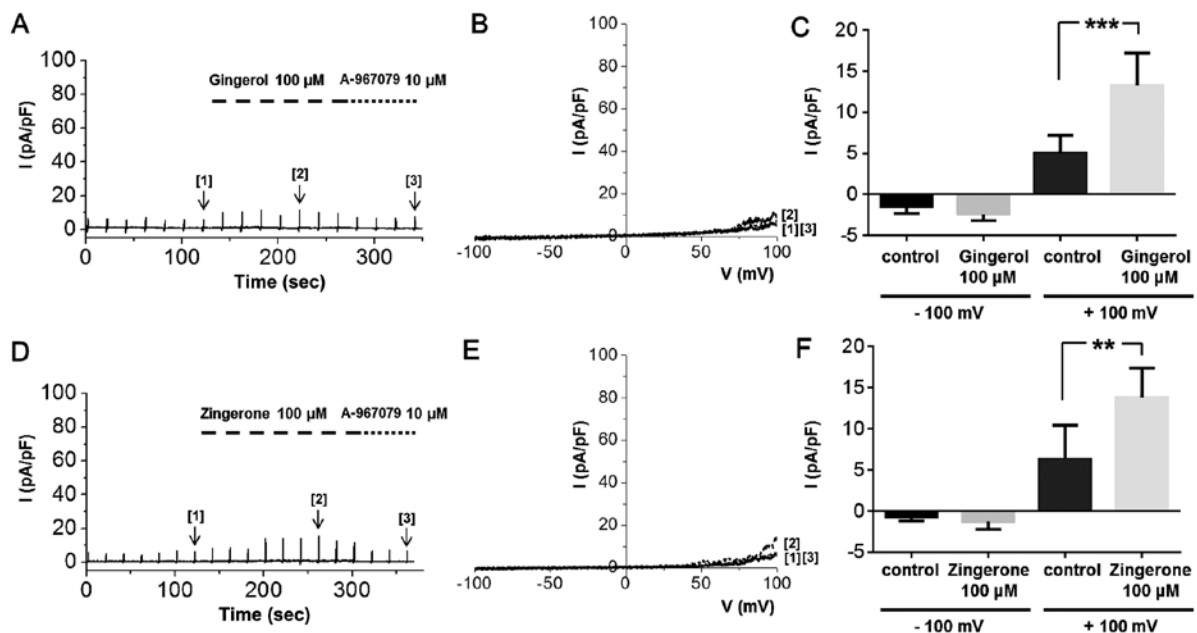 A
I (pA/pF)
100
80
60
40
20
0
Gingerol 100 µM
A-967079 10 µM
[1]
[2]
[3]
0 100 200 300
Time (sec)
B
I (pA/pF)
100
80
60
40
20
0
[2]
[1][3]
-100 -50 0 50 100
V (mV)
C
I (pA/pF)
20
15
10
5
0
-5
***
control Gingerol control Gingerol
100 µM 100 µM
- 100 mV + 100 mV
D
I (pA/pF)
100
80
60
40
20
0
Zingerone 100 µM
A-967079 10 µM
[1]
[2]
[3]
0 100 200 300
Time (sec)
E
I (pA/pF)
100
80
60
40
20
0
[2]
[1][3]
-100 -50 0 50 100
V (mV)
F
I (pA/pF)
20
15
10
5
0
-5
**
control Zingerone control Zingerone
100 µM 100 µM
- 100 mV + 100 mV